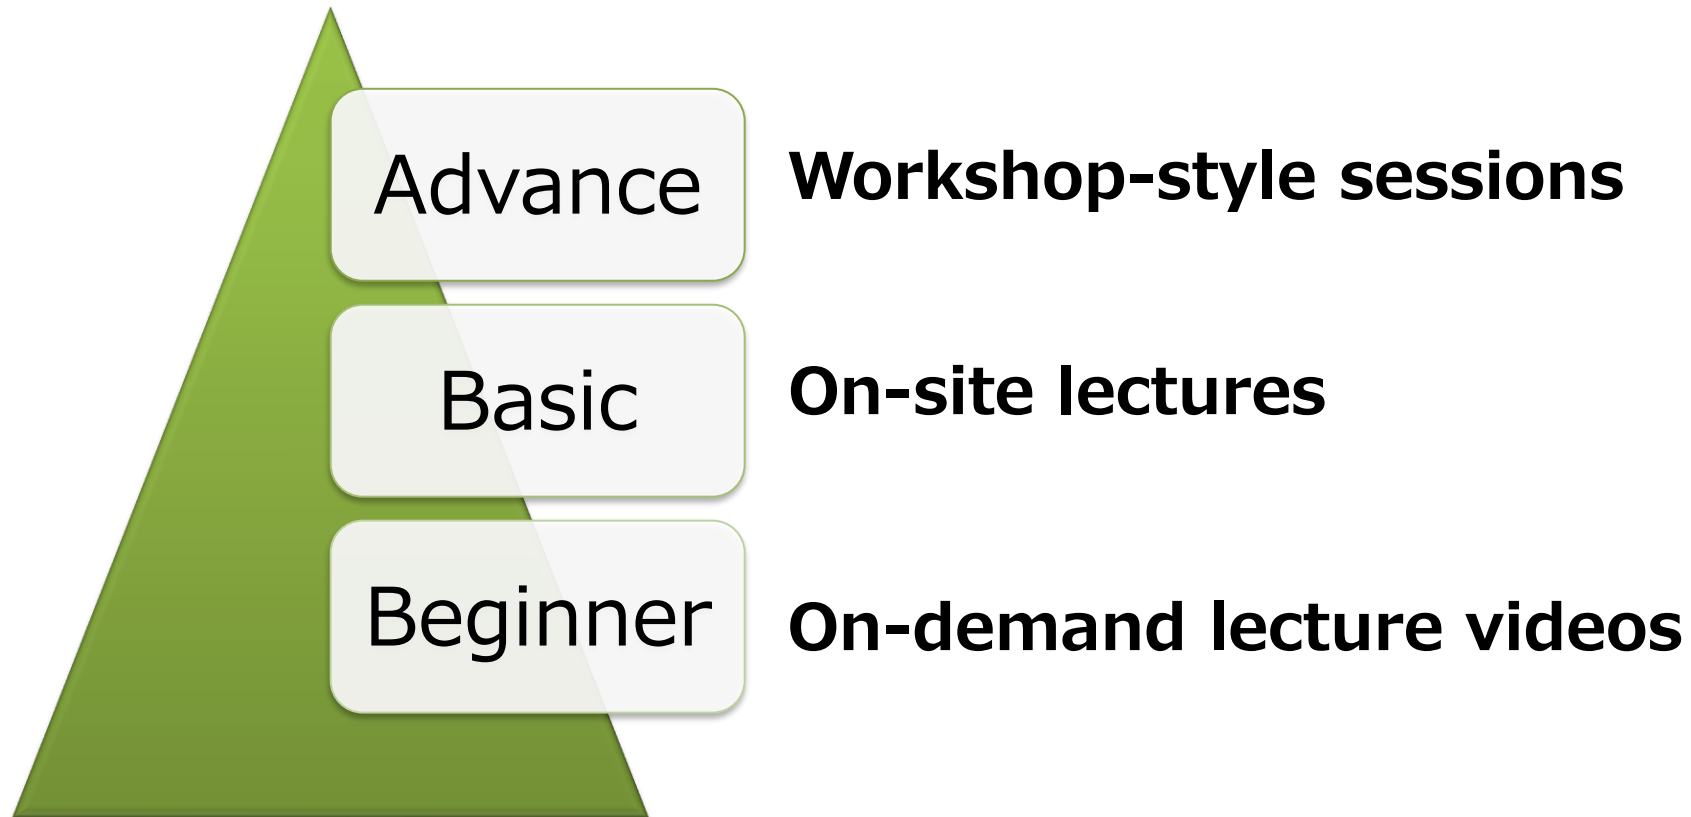 Advance
Workshop-style sessions
Basic
On-site lectures
Beginner
On-demand lecture videos